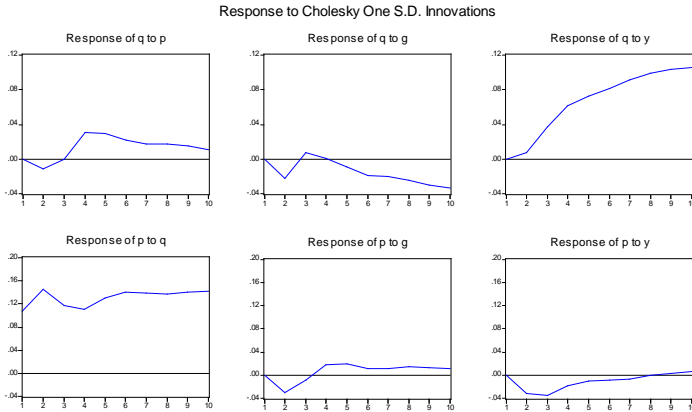 Response to Cholesky One S.D. Innovations
Response of q to p
Response of q to g
Response of q to y
.12
.08
.04
.00
-.04
1 2 3 4 5 6 7 8 9 10
.12
.08
.04
.00
-.04
1 2 3 4 5 6 7 8 9 10
.12
.08
.04
.00
-.04
1 2 3 4 5 6 7 8 9 10
Response of p to q
Response of p to g
Response of p to y
.20
.16
.12
.08
.04
.00
-.04
1 2 3 4 5 6 7 8 9 10
.20
.16
.12
.08
.04
.00
-.04
1 2 3 4 5 6 7 8 9 10
.20
.16
.12
.08
.04
.00
-.04
1 2 3 4 5 6 7 8 9 10